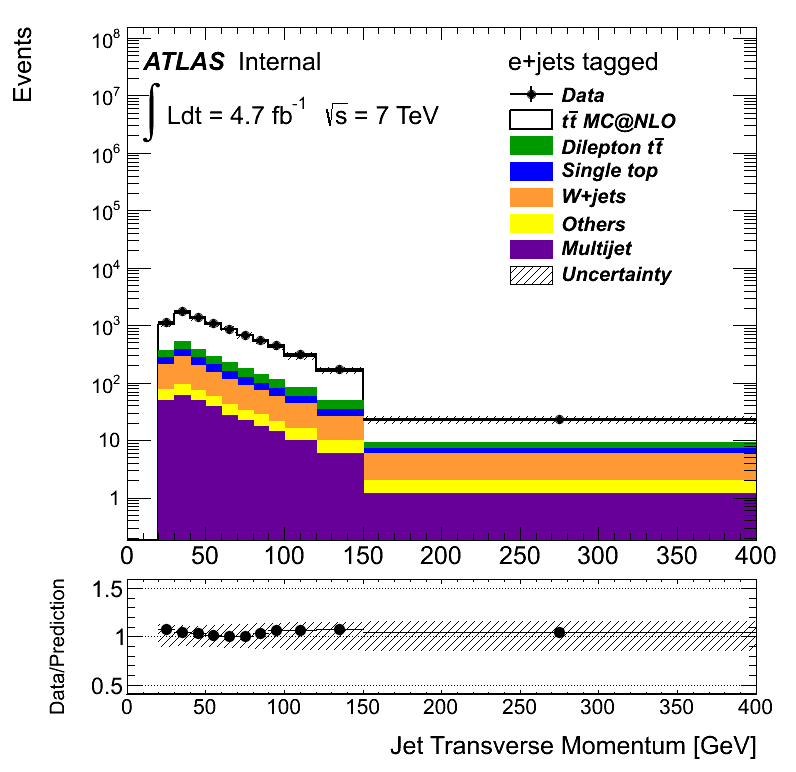 Events
10⁸
10⁷
10⁶
10⁵
10⁴
10³
10²
10
1
ATLAS Internal
∫ Ldt = 4.7 fb⁻¹ √s = 7 TeV
e+jets tagged
Data
tt̅ MC@NLO
Dilepton tt̅
Single top
W+jets
Others
Multijet
Uncertainty
0 50 100 150 200 250 300 350 400
Data/Prediction
1.5
1
0.5
0 50 100 150 200 250 300 350 400
Jet Transverse Momentum [GeV]